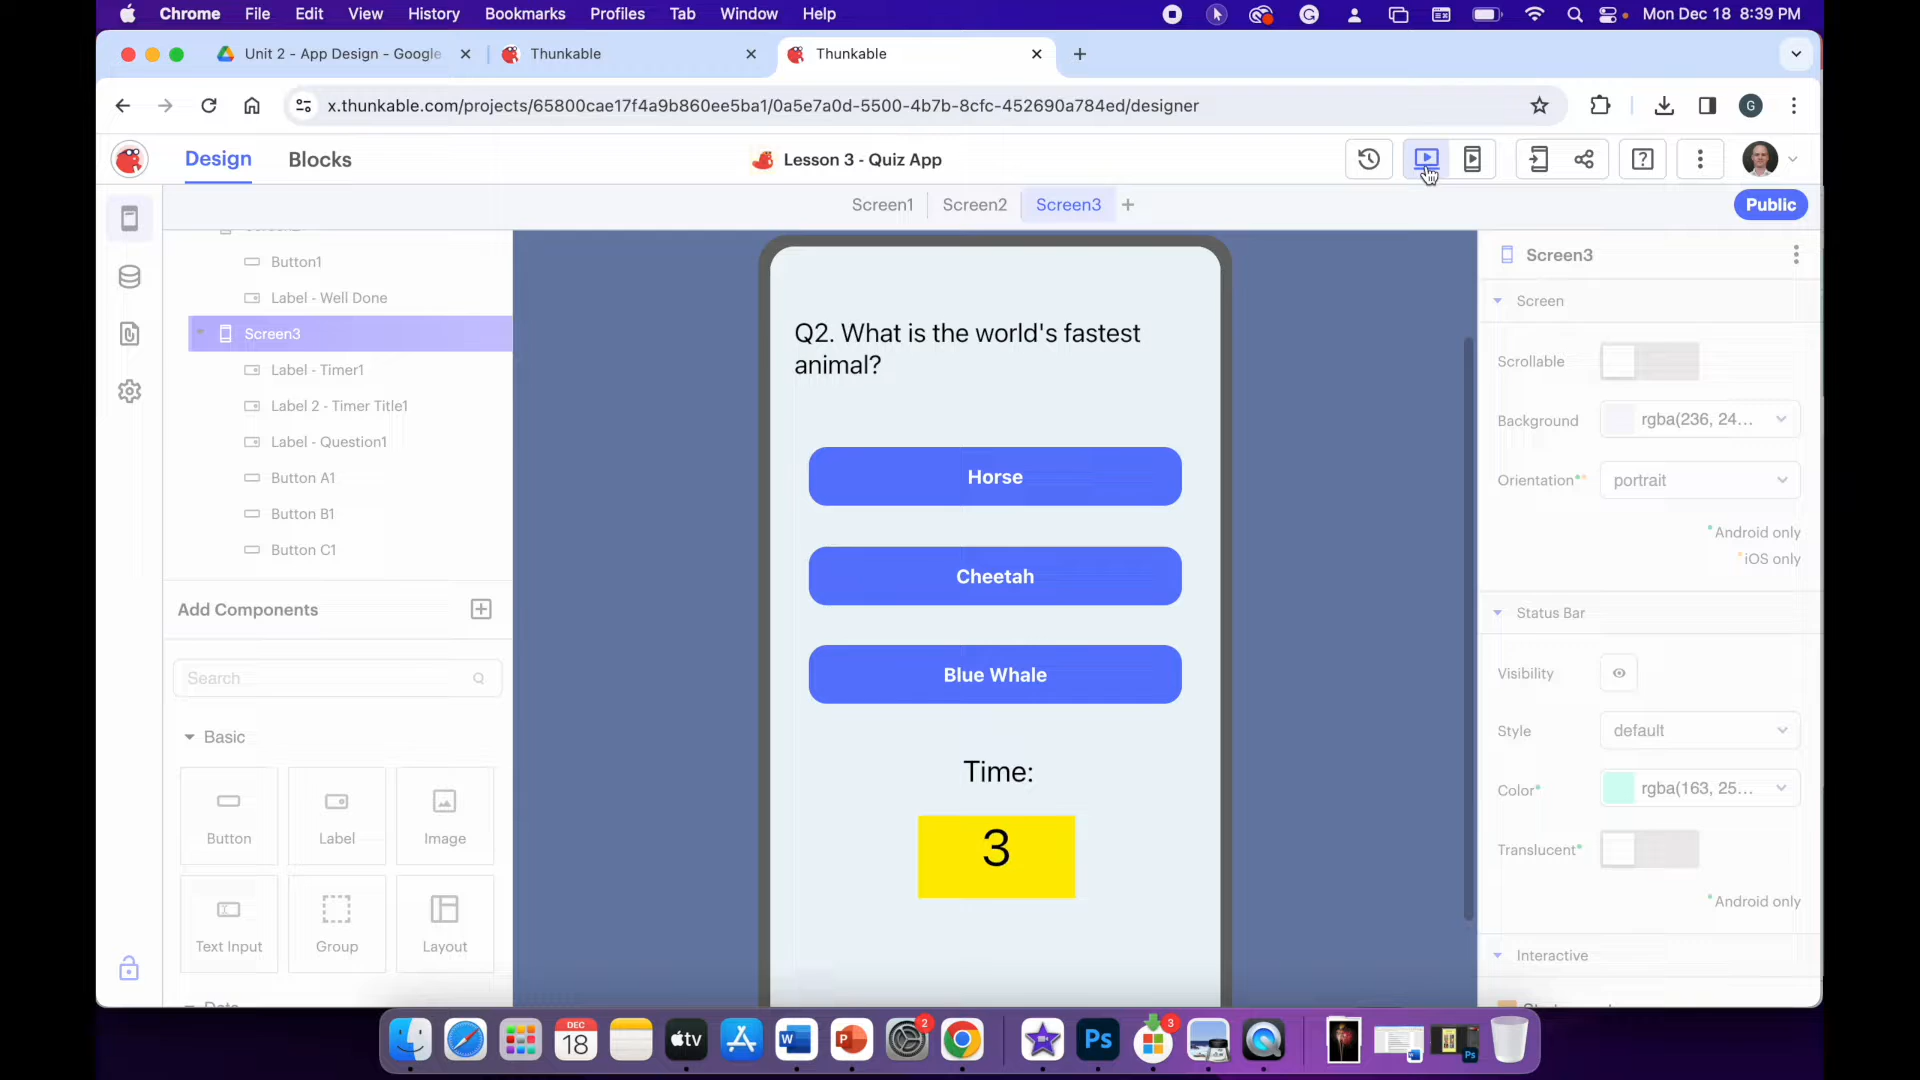 Chrome File Edit View History Bookmarks Profiles Tab Window Help Mon Dec 18 8:39 PM
Unit 2 - App Design - Google Thunkable Thunkable
x.thunkable.com/projects/65800cae17f4a9b860ee5ba1/0a5e7a0d-5500-4b7b-8cfc-452690a784ed/designer G
Design Blocks Lesson 3 - Quiz App
Screen1 Screen2 Screen3 + Public
Button1
Label - Well Done
Screen3
Label - Timer1
Label 2 - Timer Title1
Label - Question1
Button A1
Button B1
Button C1
Add Components
Search
Basic
Button Label Image
Text Input Group Layout
Q2. What is the world's fastest
animal?
Horse
Cheetah
Blue Whale
Time:
3
Screen3
Screen
Scrollable
Background rgba(236, 24...
Orientation** portrait
*Android only
*iOS only
Status Bar
Visibility
Style default
Color* rgba(163, 25...
Translucent*
*Android only
Interactive
DEC
18
tv
W
P
2
Ps
3
W
Ps